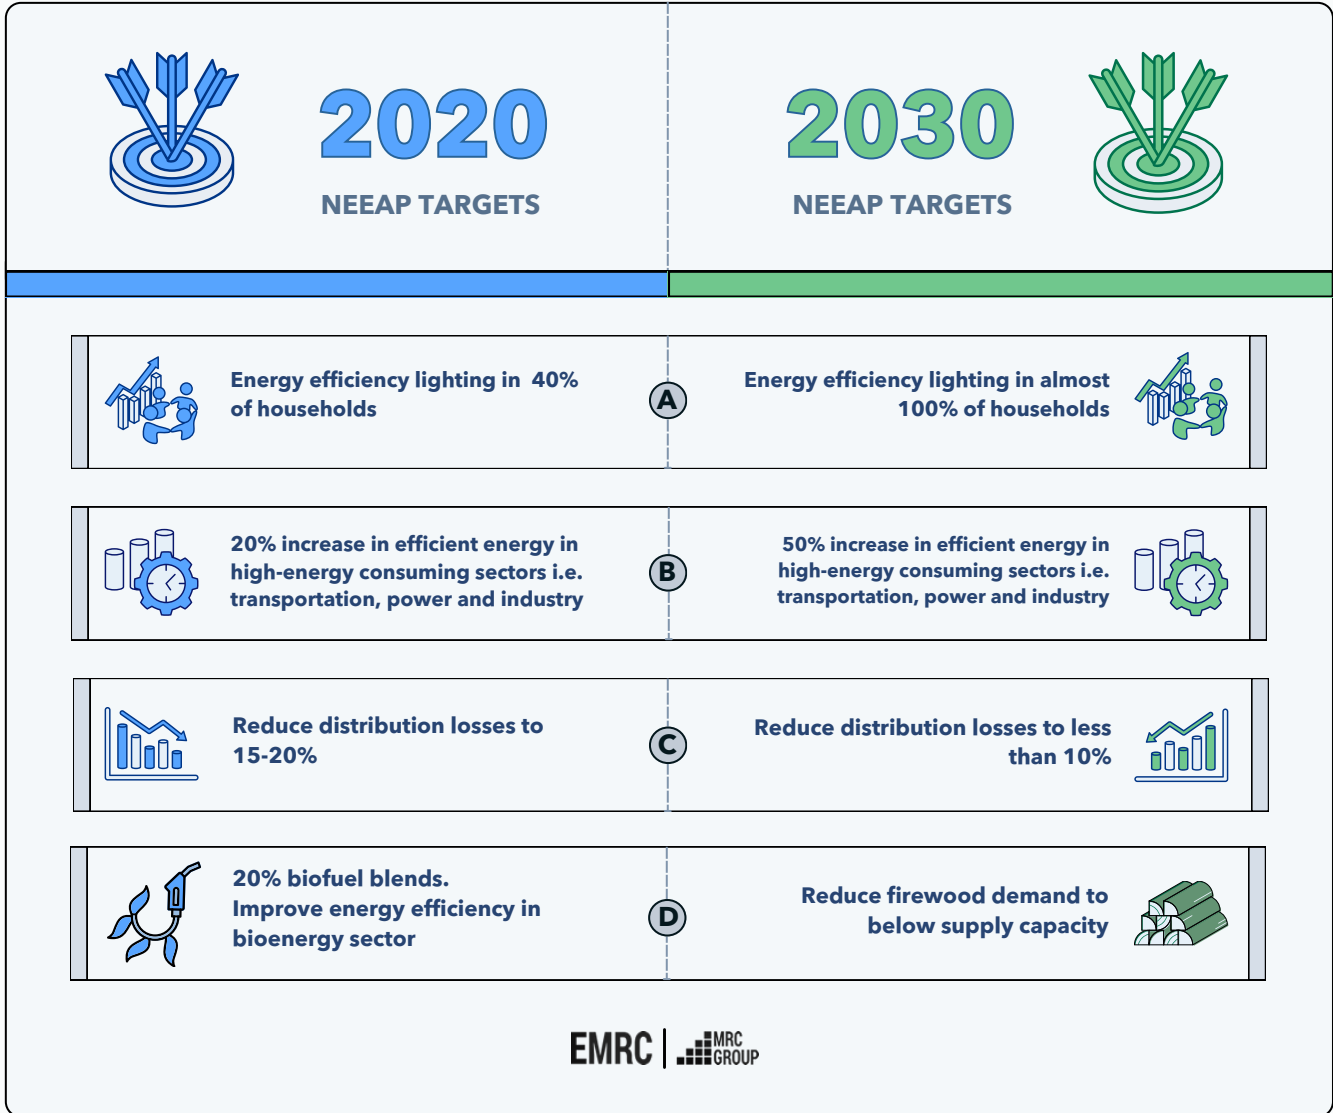 2020
NEEAP TARGETS
2030
NEEAP TARGETS
Energy efficiency lighting in 40%
of households
A
Energy efficiency lighting in almost
100% of households
20% increase in efficient energy in
high-energy consuming sectors i.e.
transportation, power and industry
B
50% increase in efficient energy in
high-energy consuming sectors i.e.
transportation, power and industry
Reduce distribution losses to
15-20%
C
Reduce distribution losses to less
than 10%
20% biofuel blends.
Improve energy efficiency in
bioenergy sector
D
Reduce firewood demand to
below supply capacity
EMRC
MRC
GROUP